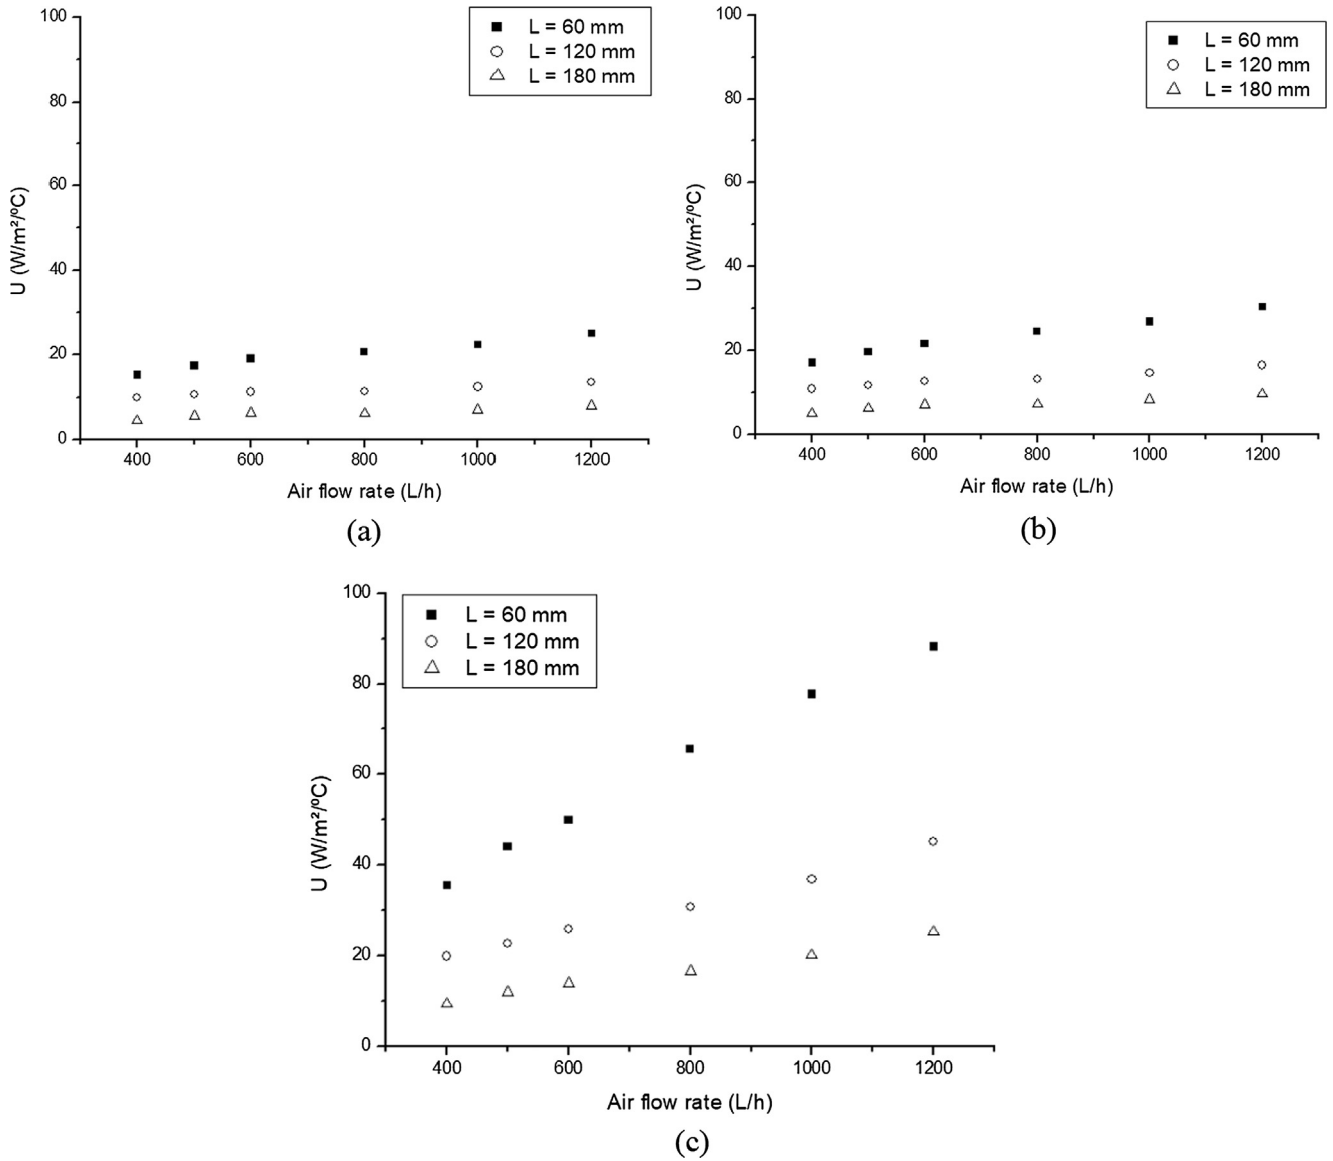 100
80
60
40
20
0
U (W/m²/ºC)
L = 60 mm
L = 120 mm
L = 180 mm
400
600
800
1000
1200
Air flow rate (L/h)
(a)
100
80
60
40
20
0
U (W/m²/ºC)
L = 60 mm
L = 120 mm
L = 180 mm
400
600
800
1000
1200
Air flow rate (L/h)
(b)
100
80
60
40
20
0
U (W/m²/ºC)
L = 60 mm
L = 120 mm
L = 180 mm
400
600
800
1000
1200
Air flow rate (L/h)
(c)